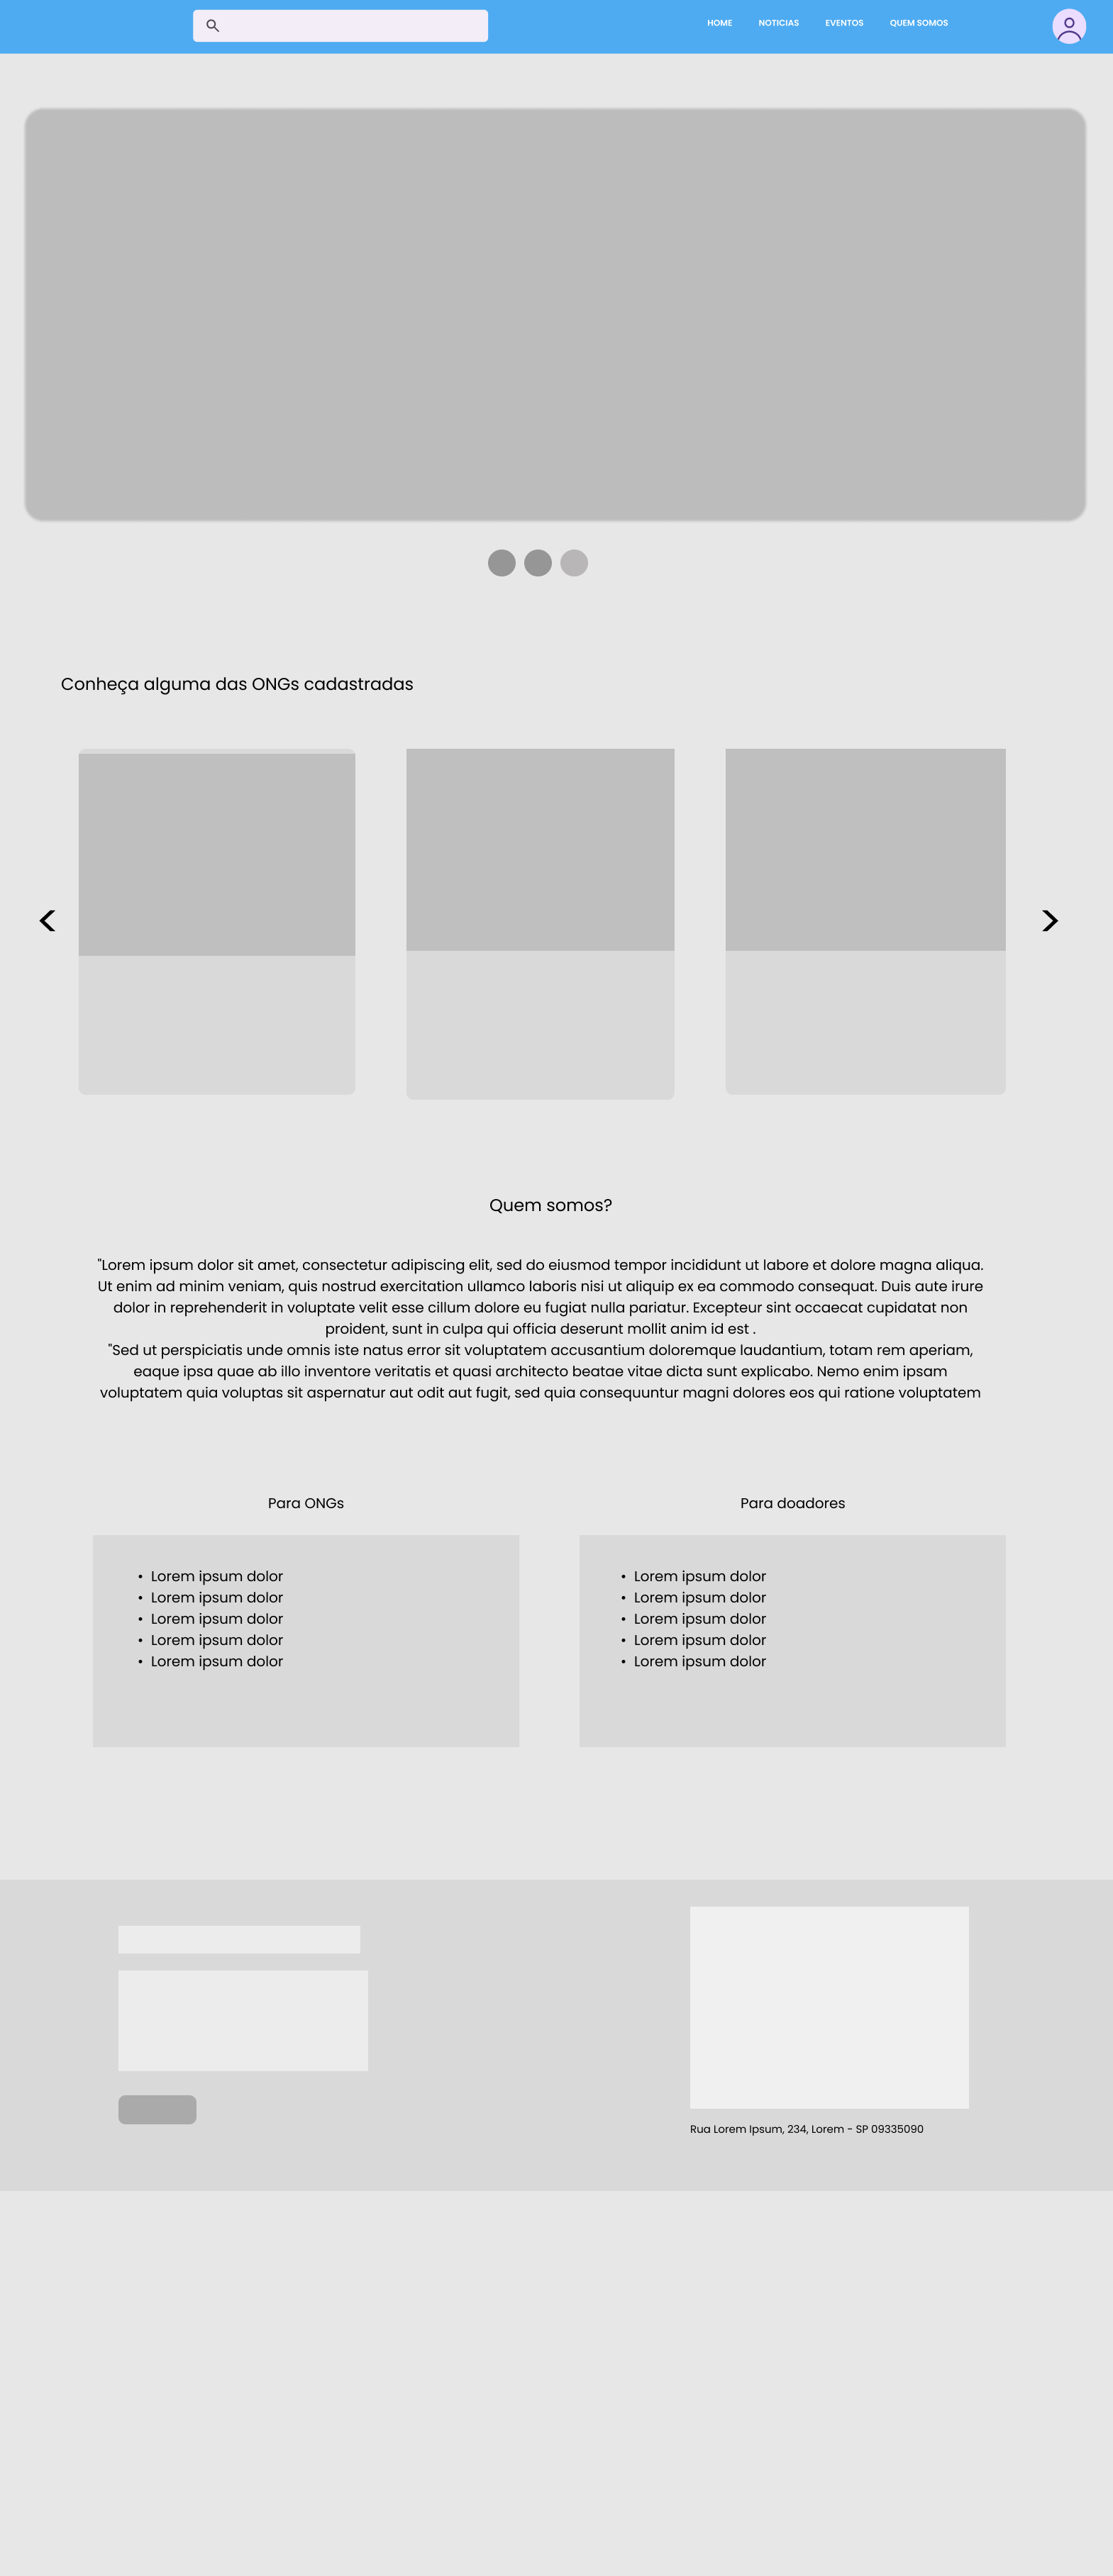 HOME NOTICIAS EVENTOS QUEM SOMOS
Conheça alguma das ONGs cadastradas
Quem somos?
"Lorem ipsum dolor sit amet, consectetur adipiscing elit, sed do eiusmod tempor incididunt ut labore et dolore magna aliqua.
Ut enim ad minim veniam, quis nostrud exercitation ullamco laboris nisi ut aliquip ex ea commodo consequat. Duis aute irure
dolor in reprehenderit in voluptate velit esse cillum dolore eu fugiat nulla pariatur. Excepteur sint occaecat cupidatat non
proident, sunt in culpa qui officia deserunt mollit anim id est .
"Sed ut perspiciatis unde omnis iste natus error sit voluptatem accusantium doloremque laudantium, totam rem aperiam,
eaque ipsa quae ab illo inventore veritatis et quasi architecto beatae vitae dicta sunt explicabo. Nemo enim ipsam
voluptatem quia voluptas sit aspernatur aut odit aut fugit, sed quia consequuntur magni dolores eos qui ratione voluptatem
Para ONGs
• Lorem ipsum dolor
• Lorem ipsum dolor
• Lorem ipsum dolor
• Lorem ipsum dolor
• Lorem ipsum dolor
Para doadores
• Lorem ipsum dolor
• Lorem ipsum dolor
• Lorem ipsum dolor
• Lorem ipsum dolor
• Lorem ipsum dolor
Rua Lorem Ipsum, 234, Lorem - SP 09335090